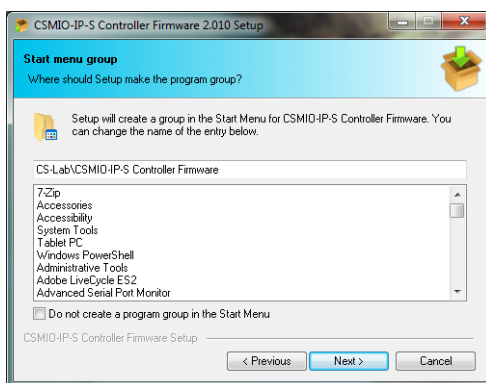 CSMIO-IP-S Controller Firmware 2.010 Setup
Start menu group
Where should Setup make the program group?
Setup will create a group in the Start Menu for CSMIO-IP-S Controller Firmware. You
can change the name of the entry below.
CS-Lab\CSMIO-IP-S Controller Firmware
7-Zip
Accessories
Accessibility
System Tools
Tablet PC
Windows PowerShell
Administrative Tools
Adobe LiveCycle ES2
Advanced Serial Port Monitor
Do not create a program group in the Start Menu
CSMIO-IP-S Controller Firmware Setup
< Previous
Next >
Cancel